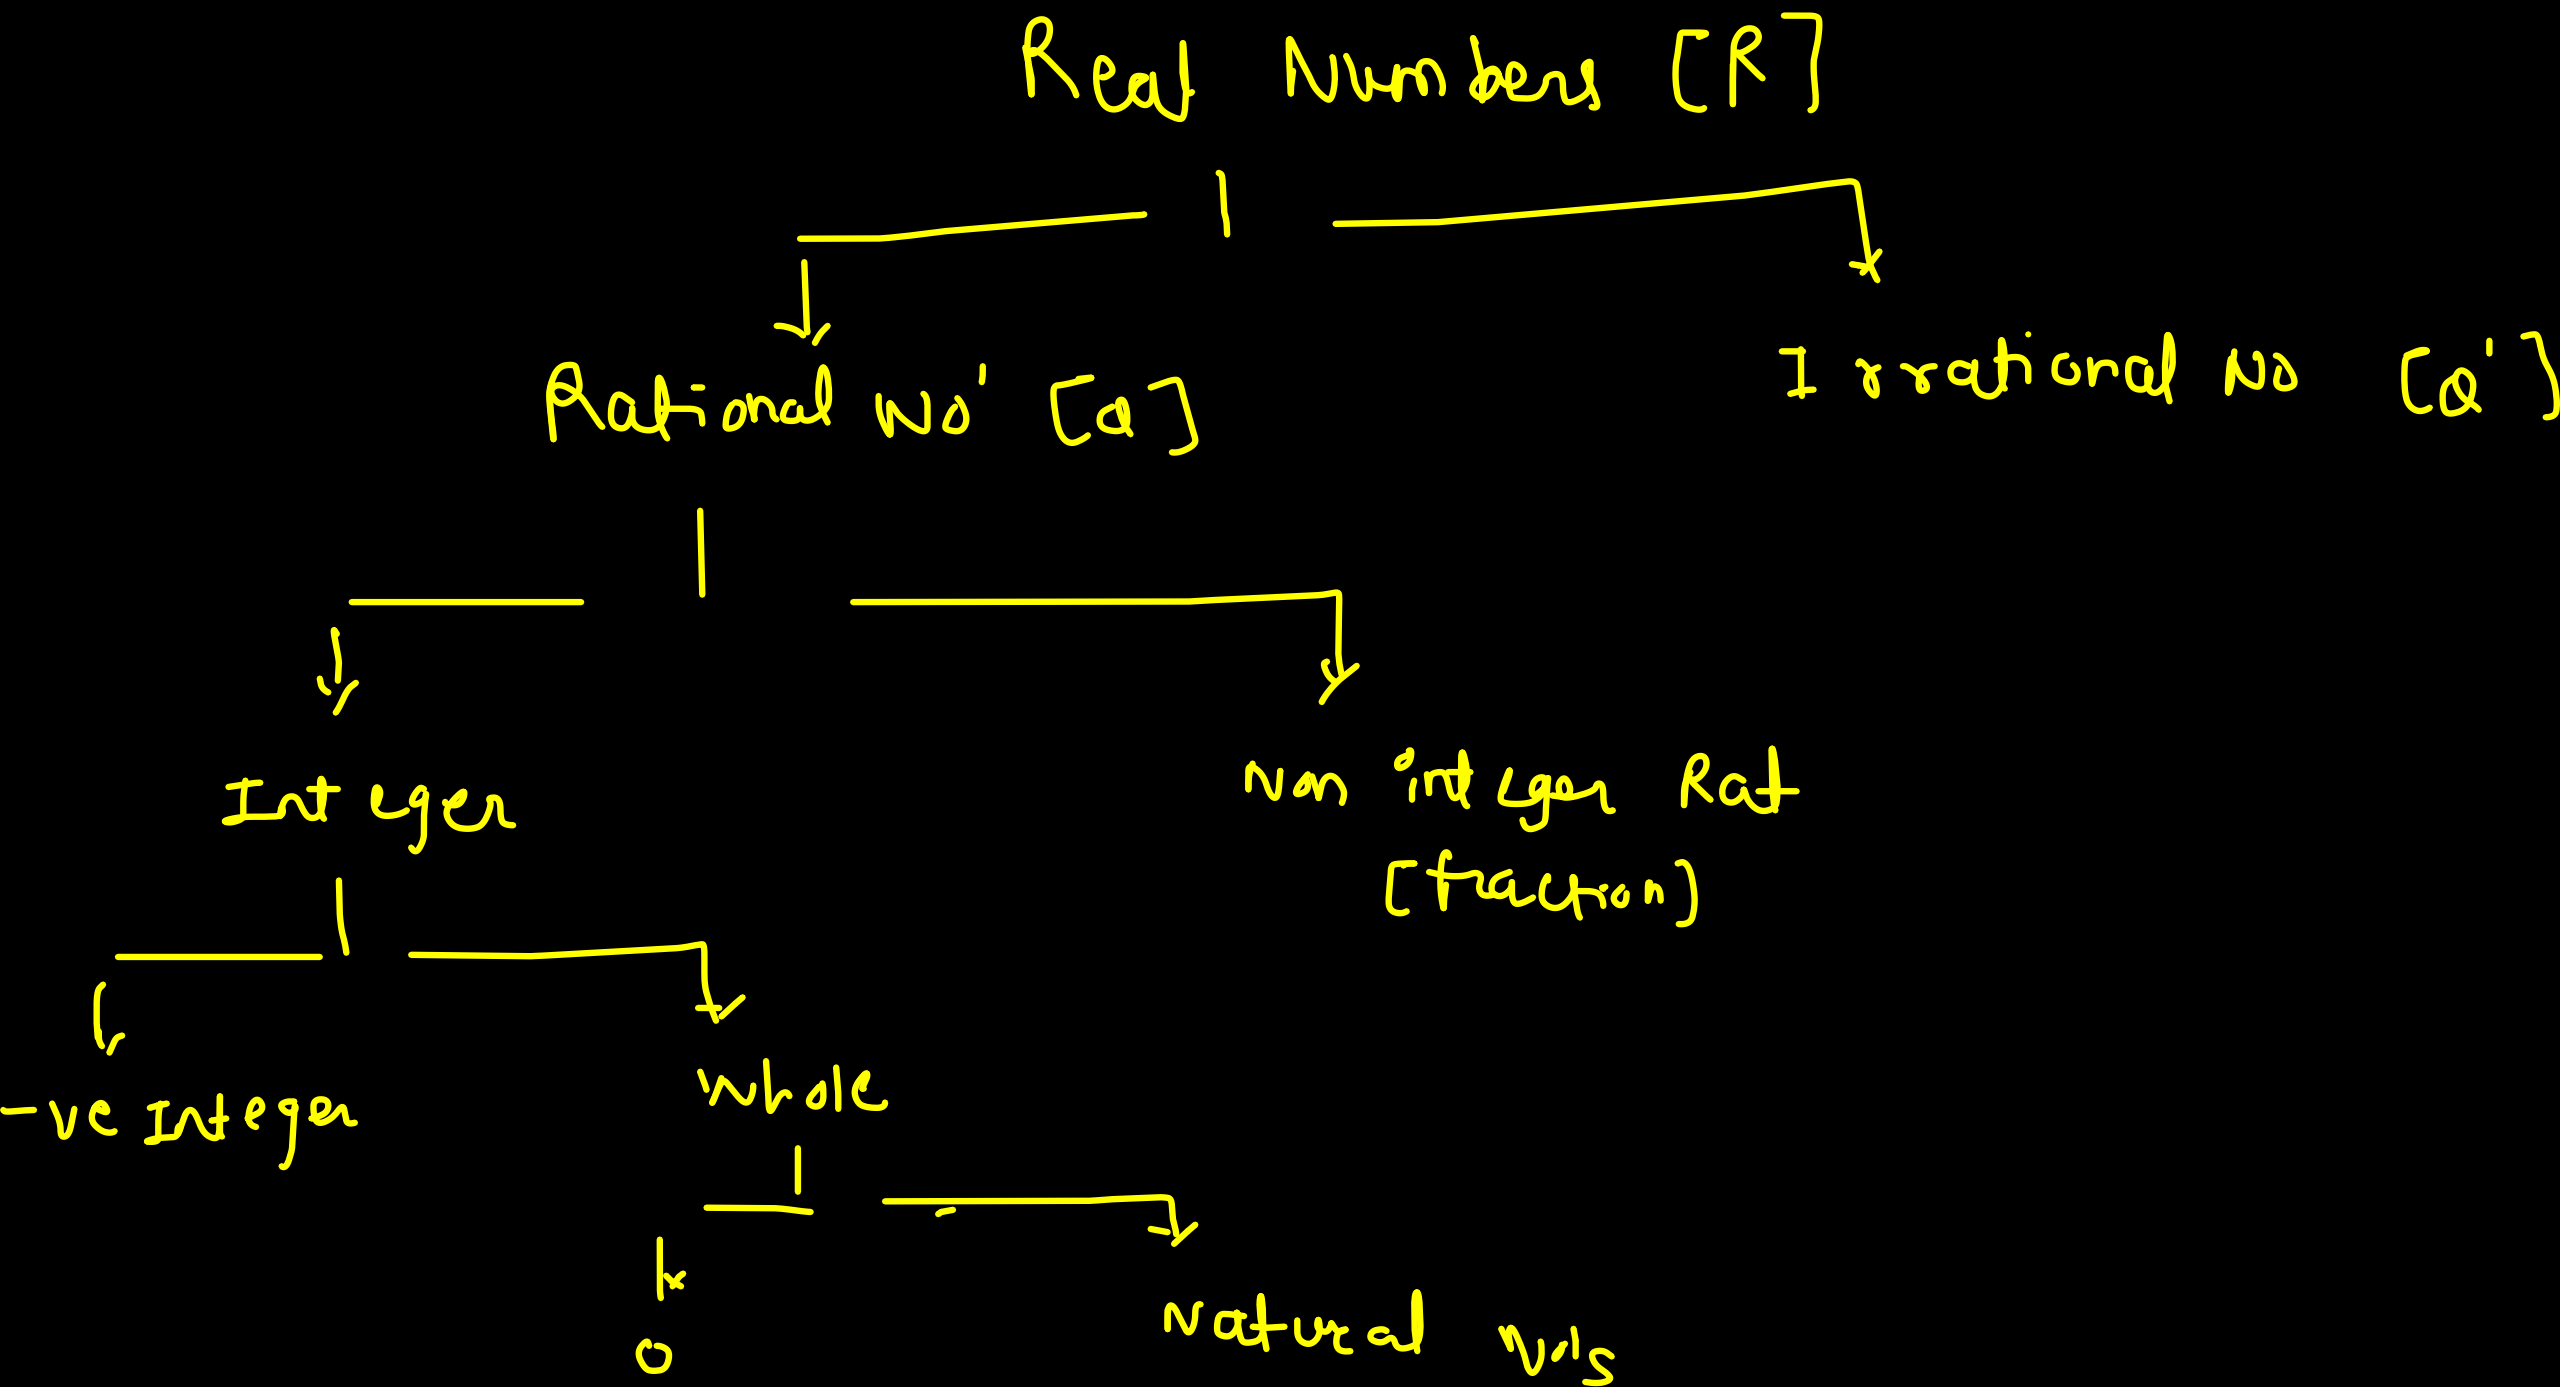 Real Numbers [R]
Rational No' [Q]
Irrational No [Q']
Integer
Non integer Rat
[fraction]
-ve Integer
Whole
0
Natural No's